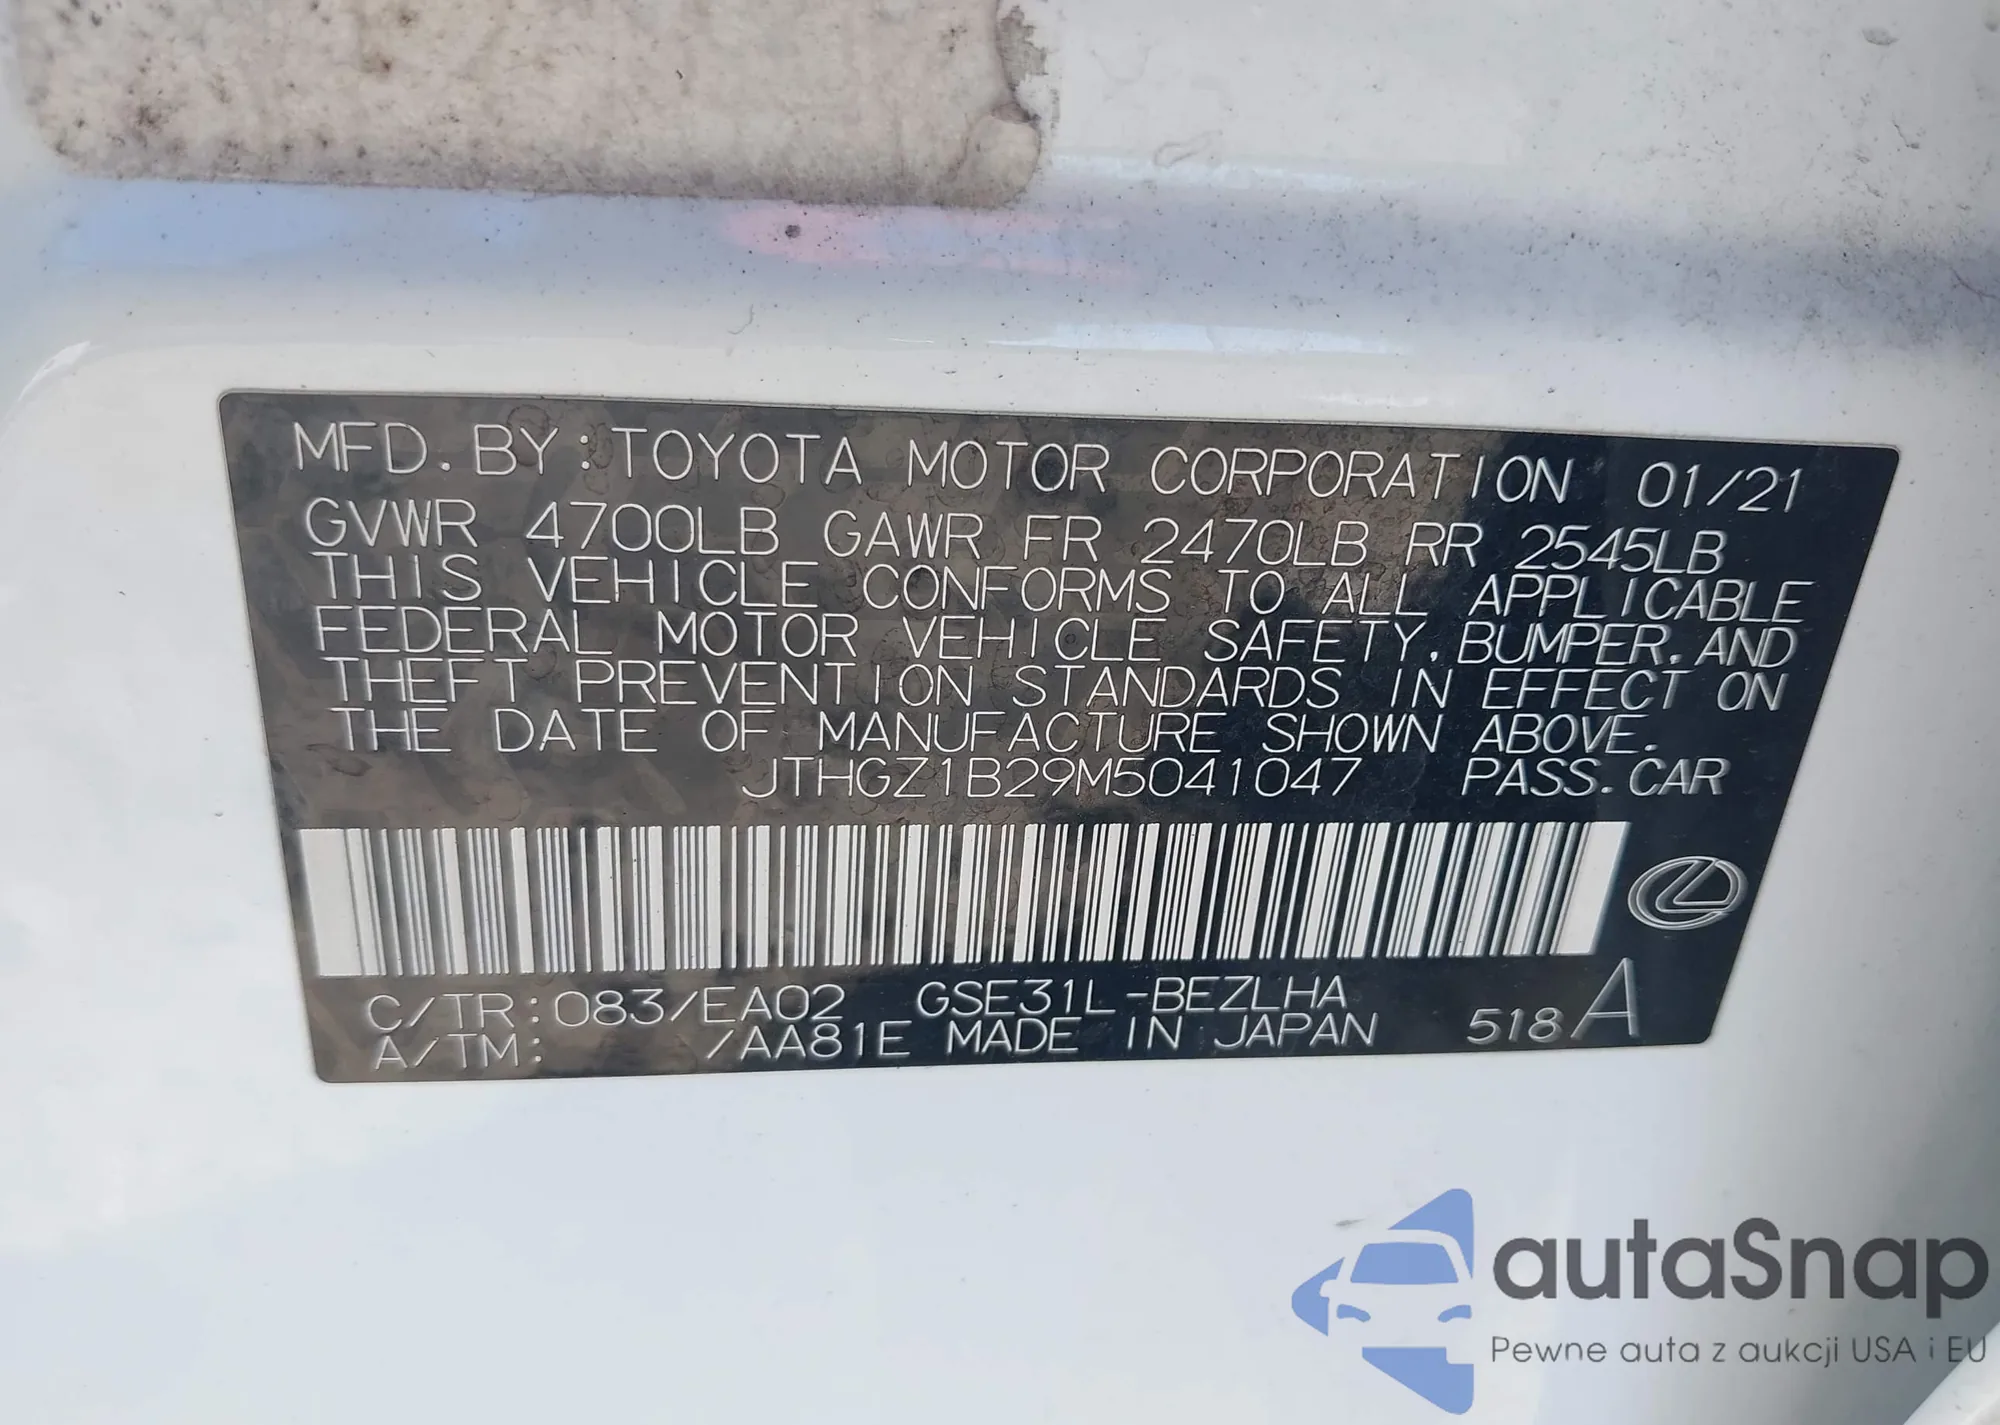 MFD. BY:TOYOTA MOTOR CORPORATION 01/21
GVWR 4700LB GAWR FR 2470LB RR 2545LB
THIS VEHICLE CONFORMS TO ALL APPLICABLE
FEDERAL MOTOR VEHICLE SAFETY, BUMPER, AND
THEFT PREVENTION STANDARDS IN EFFECT ON
THE DATE OF MANUFACTURE SHOWN ABOVE.
JTHGZ1B29M5041047 PASS. CAR
C/TR:083/EA02 GSE31L-BEZLHA
A/TM: /AA81E MADE IN JAPAN 518 A
autaSnap
Pewne auta z aukcji USA i EU